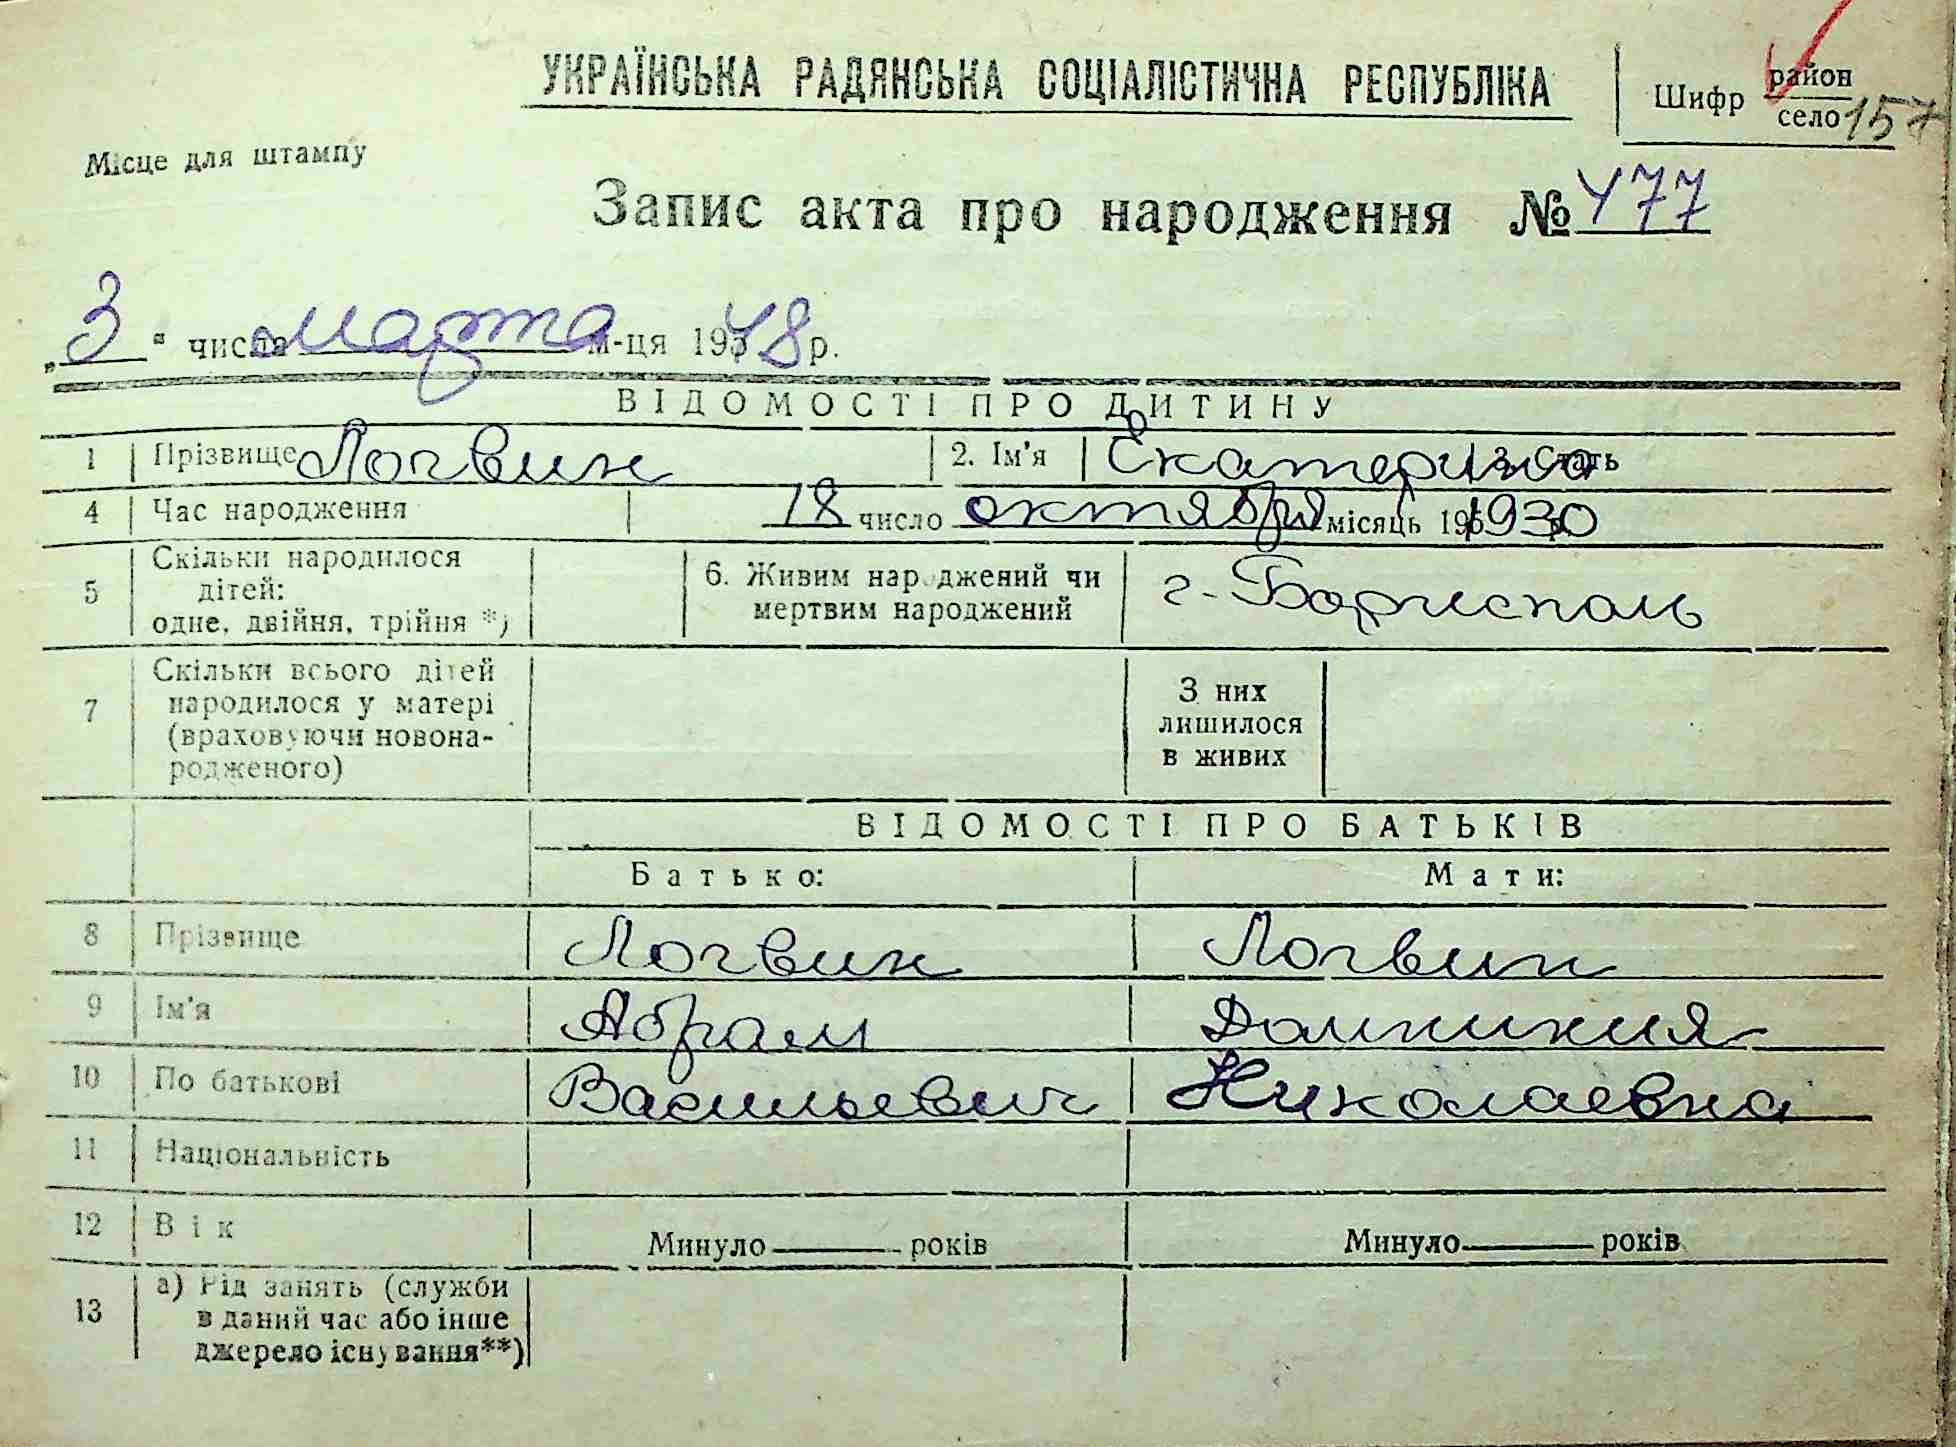 УКРАЇНСЬКА РАДЯНСЬКА СОЦІАЛІСТИЧНА РЕСПУБЛІКА
Шифр район
село 157
Місце для штампу
Запис акта про народження № 477
„3“ числа марта м-ця 1948 р.
ВІДОМОСТІ ПРО ДИТИНУ
1 Прізвище Логвин 2. Ім'я Екатерина 3. Стать
4 Час народження 18 число октября місяць 195 1930 р.
5 Скільки народилося дітей: одне, двійня, трійня *) 6. Живим народжений чи мертвим народжений г. Борисполь
7 Скільки всього дітей народилося у матері (враховуючи новонародженого) З них лишилося в живих
ВІДОМОСТІ ПРО БАТЬКІВ
Батько: Мати:
8 Прізвище Логвин Логвин
9 Ім'я Абрам Домникия
10 По батькові Васильевич Николаевна
11 Національність
12 Вік Минуло років Минуло років
13 а) Рід занять (служби
в даний час або інше
джерело існування**)